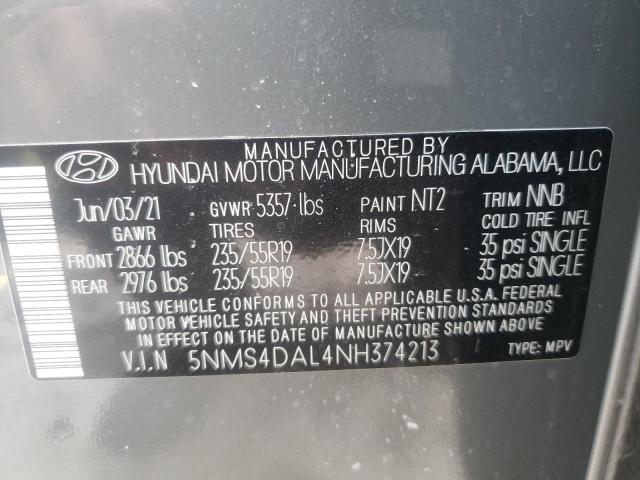 MANUFACTURED BY
HYUNDAI MOTOR MANUFACTURING ALABAMA, LLC
Jun/03/21 GVWR 5357 lbs PAINT NT2 TRIM NNB
GAWR TIRES RIMS COLD TIRE INFL
FRONT 2866 lbs 235/55R19 7.5JX19 35 psi SINGLE
REAR 2976 lbs 235/55R19 7.5JX19 35 psi SINGLE
THIS VEHICLE CONFORMS TO ALL APPLICABLE U.S.A. FEDERAL
MOTOR VEHICLE SAFETY AND THEFT PREVENTION STANDARDS
IN EFFECT ON THE DATE OF MANUFACTURE SHOWN ABOVE.
V.I.N 5NMS4DAL4NH374213 TYPE: MPV